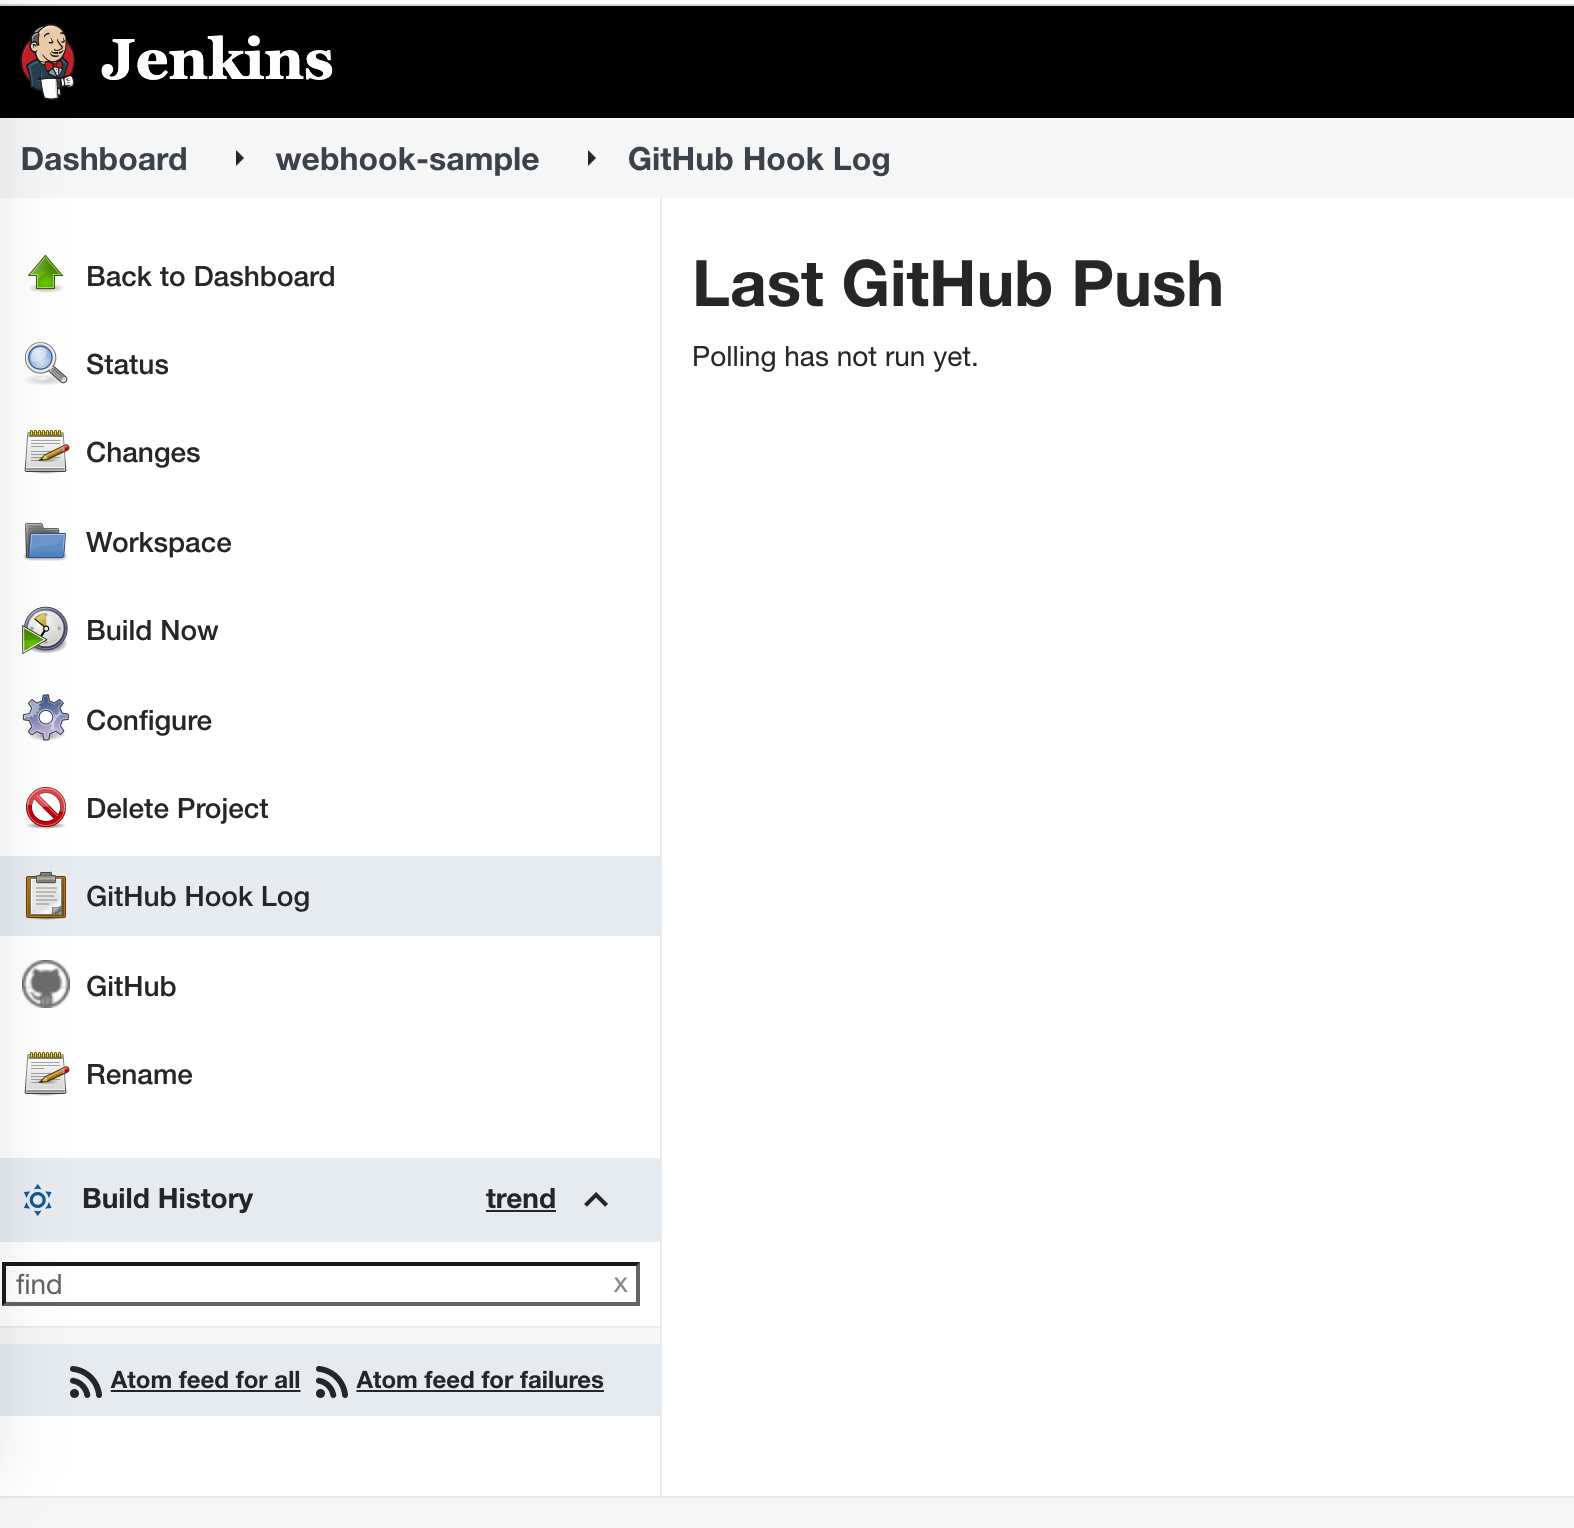 Jenkins
Dashboard
webhook-sample
GitHub Hook Log
Back to Dashboard
Status
Changes
Workspace
Build Now
Configure
Delete Project
GitHub Hook Log
GitHub
Rename
Build History
trend
find
x
Atom feed for all
Atom feed for failures
Last GitHub Push
Polling has not run yet.